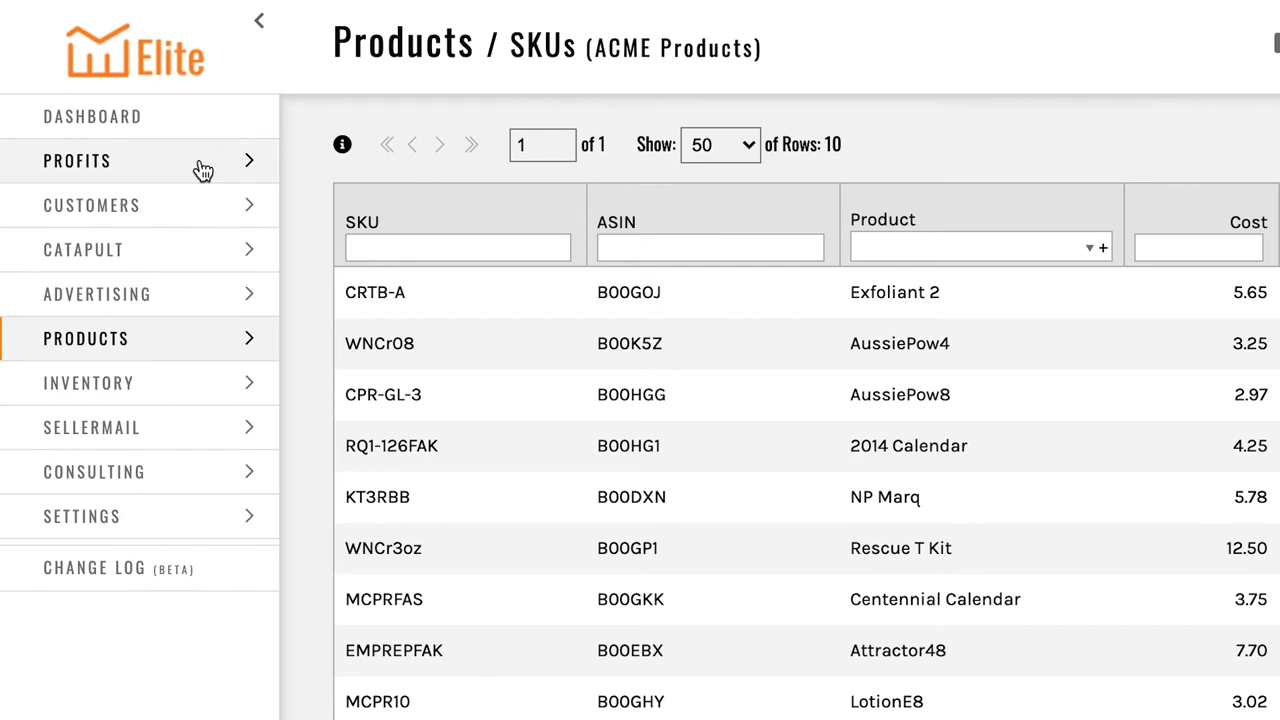 Elite
Products / SKUs (ACME Products)
DASHBOARD
PROFITS
CUSTOMERS
CATAPULT
ADVERTISING
PRODUCTS
INVENTORY
SELLERMAIL
CONSULTING
SETTINGS
CHANGE LOG (BETA)
1 of 1 Show: 50 of Rows: 10
SKU ASIN Product Cost
CRTB-A B00GOJ Exfoliant 2 5.65
WNCr08 B00K5Z AussiePow4 3.25
CPR-GL-3 B00HGG AussiePow8 2.97
RQ1-126FAK B00HG1 2014 Calendar 4.25
KT3RBB B00DXN NP Marq 5.78
WNCr3oz B00GP1 Rescue T Kit 12.50
MCPRFAS B00GKK Centennial Calendar 3.75
EMPREPFAK B00EBX Attractor48 7.70
MCPR10 B00GHY LotionE8 3.02